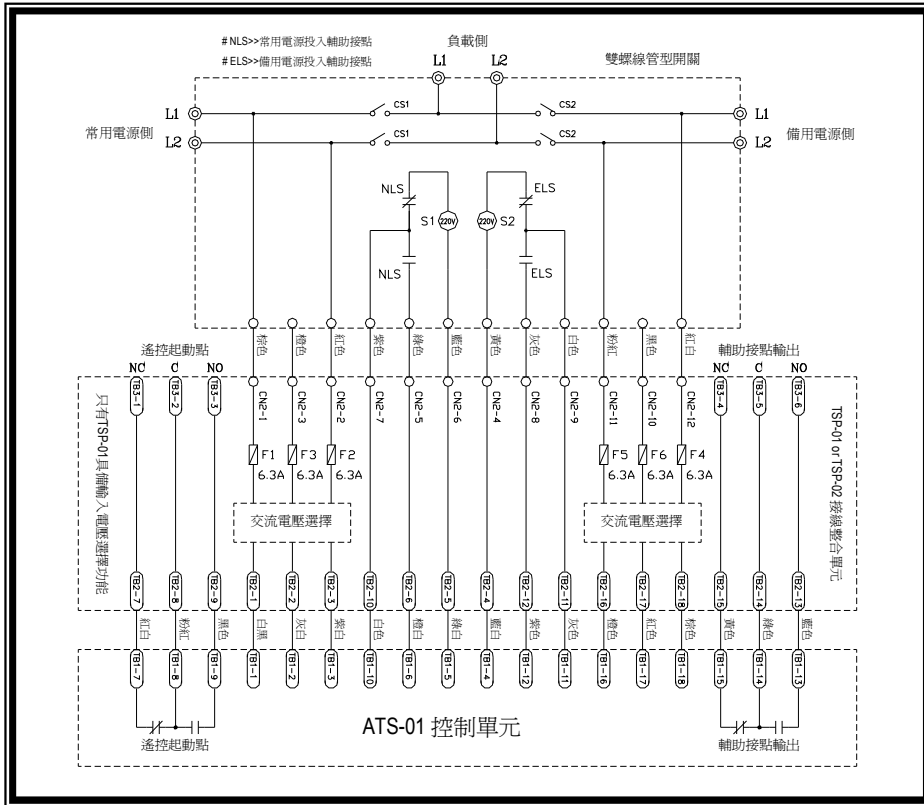 # NLS>>常用電源投入輔助接點
# ELS>>備用電源投入輔助接點
負載側
雙螺線管型開關
L1 L2
L1 CS1 CS2 L1
常用電源側 備用電源側
L2 CS1 CS2 L2
NLS ELS
S1 220V 220V S2
NLS ELS
棕色 橙色 紅色 紫色 綠色 藍色 黃色 灰色 白色 粉紅 黑色 紅白
遙控起動點 輔助接點輸出
NC C NO NC C NO
TB3-1 TB3-2 TB3-3 CN2-1 CN2-3 CN2-2 CN2-7 CN2-5 CN2-6 CN2-4 CN2-8 CN2-9 CN2-11 CN2-10 CN2-12 TB3-4 TB3-5 TB3-6
只有TSP-01具備輸入電壓選擇功能
TSP-01 or TSP-02 接線整合單元
F1 F3 F2 F5 F6 F4
6.3A 6.3A 6.3A 6.3A 6.3A 6.3A
交流電壓選擇 交流電壓選擇
TB2-7 TB2-8 TB2-9 TB2-1 TB2-2 TB2-3 TB2-10 TB2-6 TB2-5 TB2-4 TB2-12 TB2-11 TB2-16 TB2-17 TB2-18 TB2-15 TB2-14 TB2-13
紅白 粉紅 黑色 白黑 灰白 紫白 白色 橙白 綠白 藍白 紫色 灰色 橙色 紅色 棕色 黃色 綠色 藍色
TB1-7 TB1-8 TB1-9 TB1-1 TB1-2 TB1-3 TB1-10 TB1-6 TB1-5 TB1-4 TB1-12 TB1-11 TB1-16 TB1-17 TB1-18 TB1-15 TB1-14 TB1-13
ATS-01 控制單元
遙控起動點 輔助接點輸出